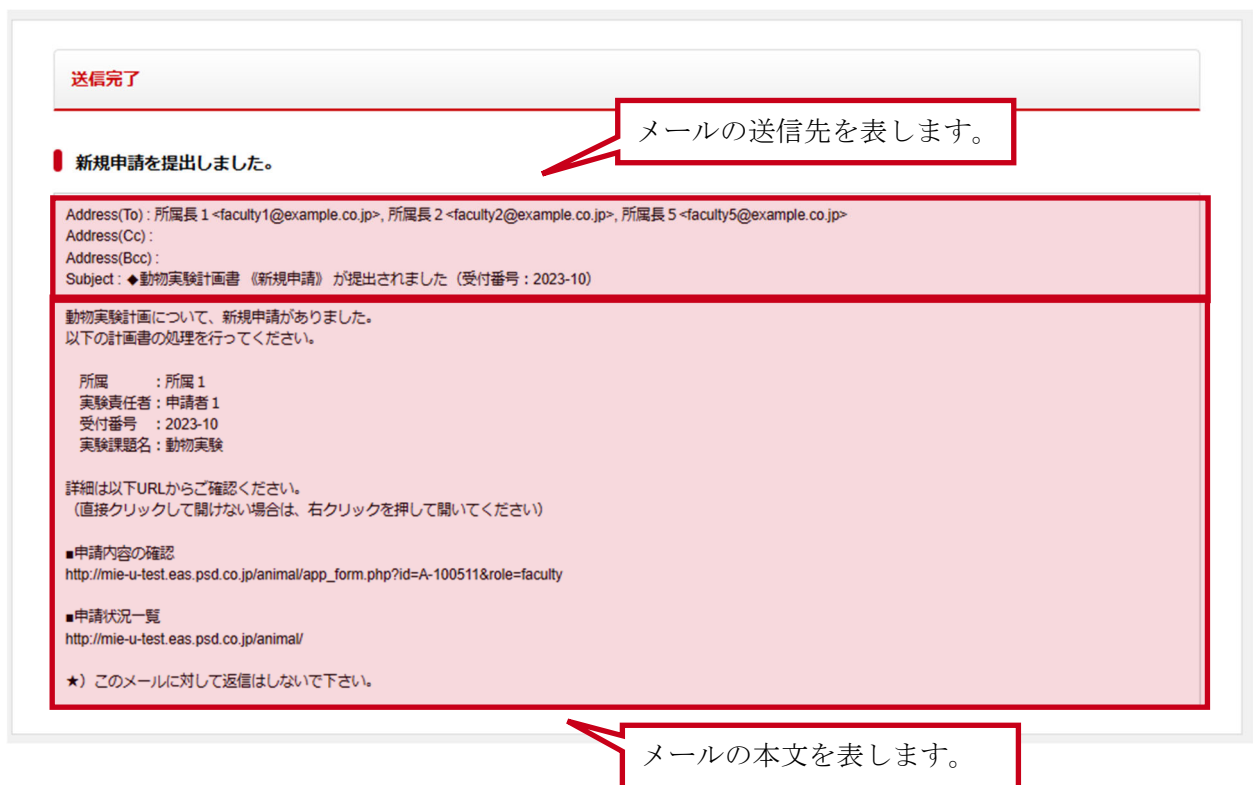 送信完了
メールの送信先を表します。
新規申請を提出しました。
Address(To) : 所属長１<faculty1@example.co.jp>, 所属長２<faculty2@example.co.jp>, 所属長５<faculty5@example.co.jp>
Address(Cc) :
Address(Bcc) :
Subject : ◆動物実験計画書 《新規申請》 が提出されました（受付番号：2023-10）
動物実験計画について、新規申請がありました。
以下の計画書の処理を行ってください。
所属　　　：所属１
実験責任者：申請者１
受付番号　：2023-10
実験課題名：動物実験
詳細は以下URLからご確認ください。
（直接クリックして開けない場合は、右クリックを押して開いてください）
■申請内容の確認
http://mie-u-test.eas.psd.co.jp/animal/app_form.php?id=A-100511&role=faculty
■申請状況一覧
http://mie-u-test.eas.psd.co.jp/animal/
★）このメールに対して返信はしないで下さい。
メールの本文を表します。